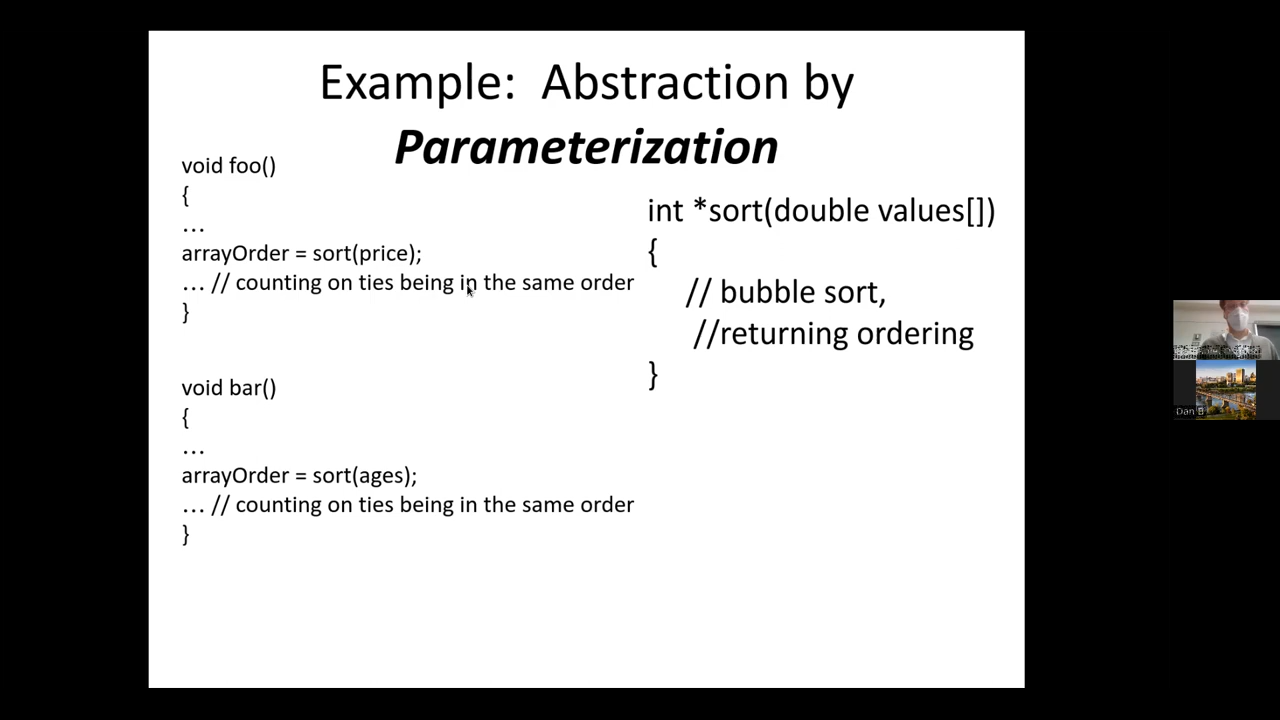 Example: Abstraction by
Parameterization
void foo()
{
…
arrayOrder = sort(price);
… // counting on ties being in the same order
}
void bar()
{
…
arrayOrder = sort(ages);
… // counting on ties being in the same order
}
int *sort(double values[])
{
// bubble sort,
//returning ordering
}